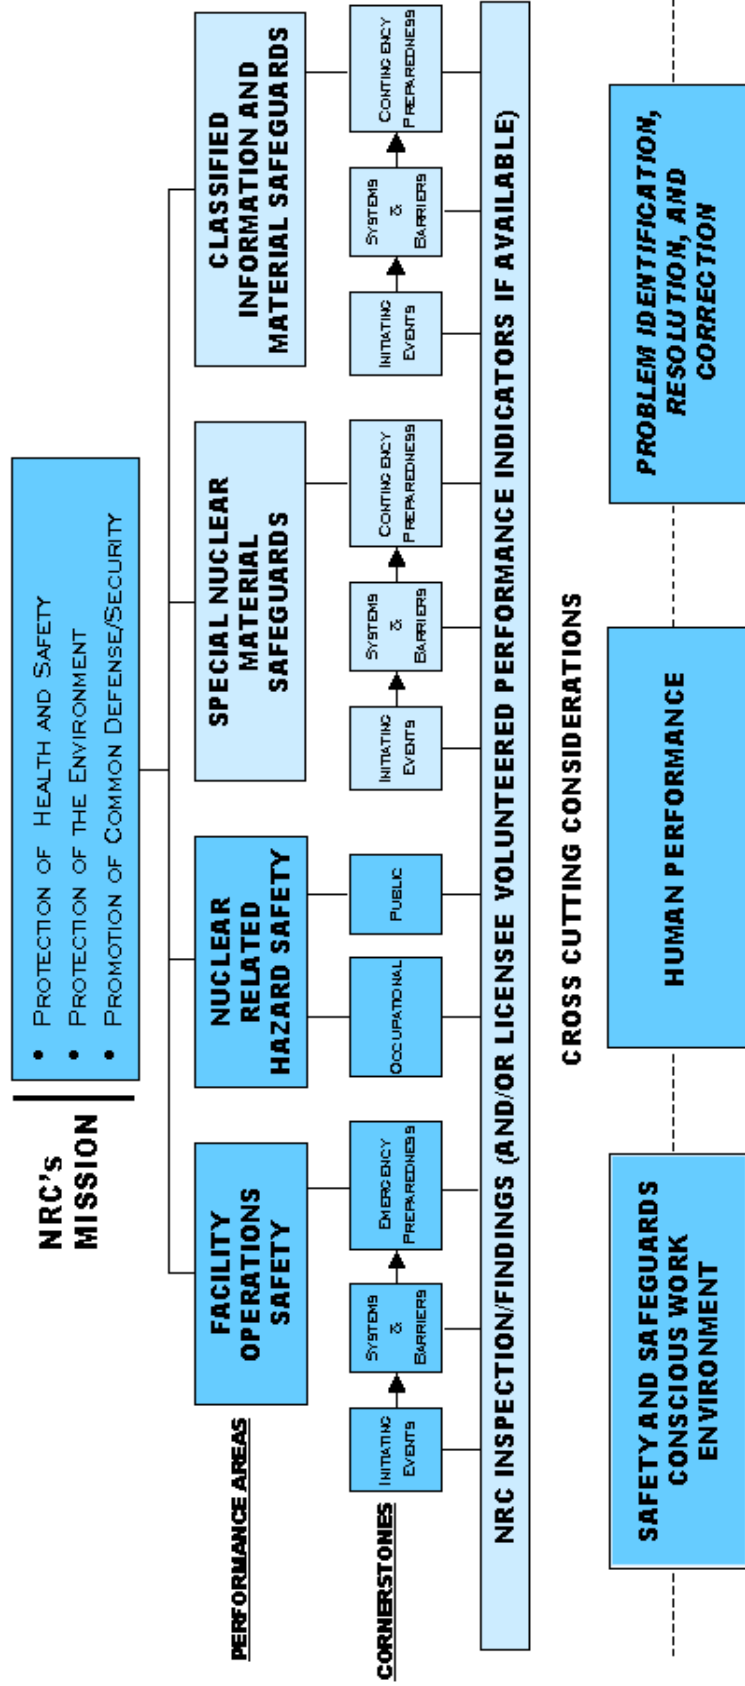 NRC's
MISSION
• PROTECTION OF HEALTH AND SAFETY
• PROTECTION OF THE ENVIRONMENT
• PROMOTION OF COMMON DEFENSE/SECURITY
PERFORMANCE AREAS
FACILITY
OPERATIONS
SAFETY
NUCLEAR
RELATED
HAZARD SAFETY
SPECIAL NUCLEAR
MATERIAL
SAFEGUARDS
CLASSIFIED
INFORMATION AND
MATERIAL SAFEGUARDS
CORNERSTONES
INITIATING
EVENTS
SYSTEMS
&
BARRIERS
EMERGENCY
PREPAREDNESS
OCCUPATIONAL
PUBLIC
INITIATING
EVENTS
SYSTEMS
&
BARRIERS
CONTINGENCY
PREPAREDNESS
INITIATING
EVENTS
SYSTEMS
&
BARRIERS
CONTINGENCY
PREPAREDNESS
NRC INSPECTION/FINDINGS (AND/OR LICENSEE VOLUNTEERED PERFORMANCE INDICATORS IF AVAILABLE)
CROSS CUTTING CONSIDERATIONS
SAFETY AND SAFEGUARDS
CONSCIOUS WORK
ENVIRONMENT
HUMAN PERFORMANCE
PROBLEM IDENTIFICATION,
RESOLUTION, AND
CORRECTION